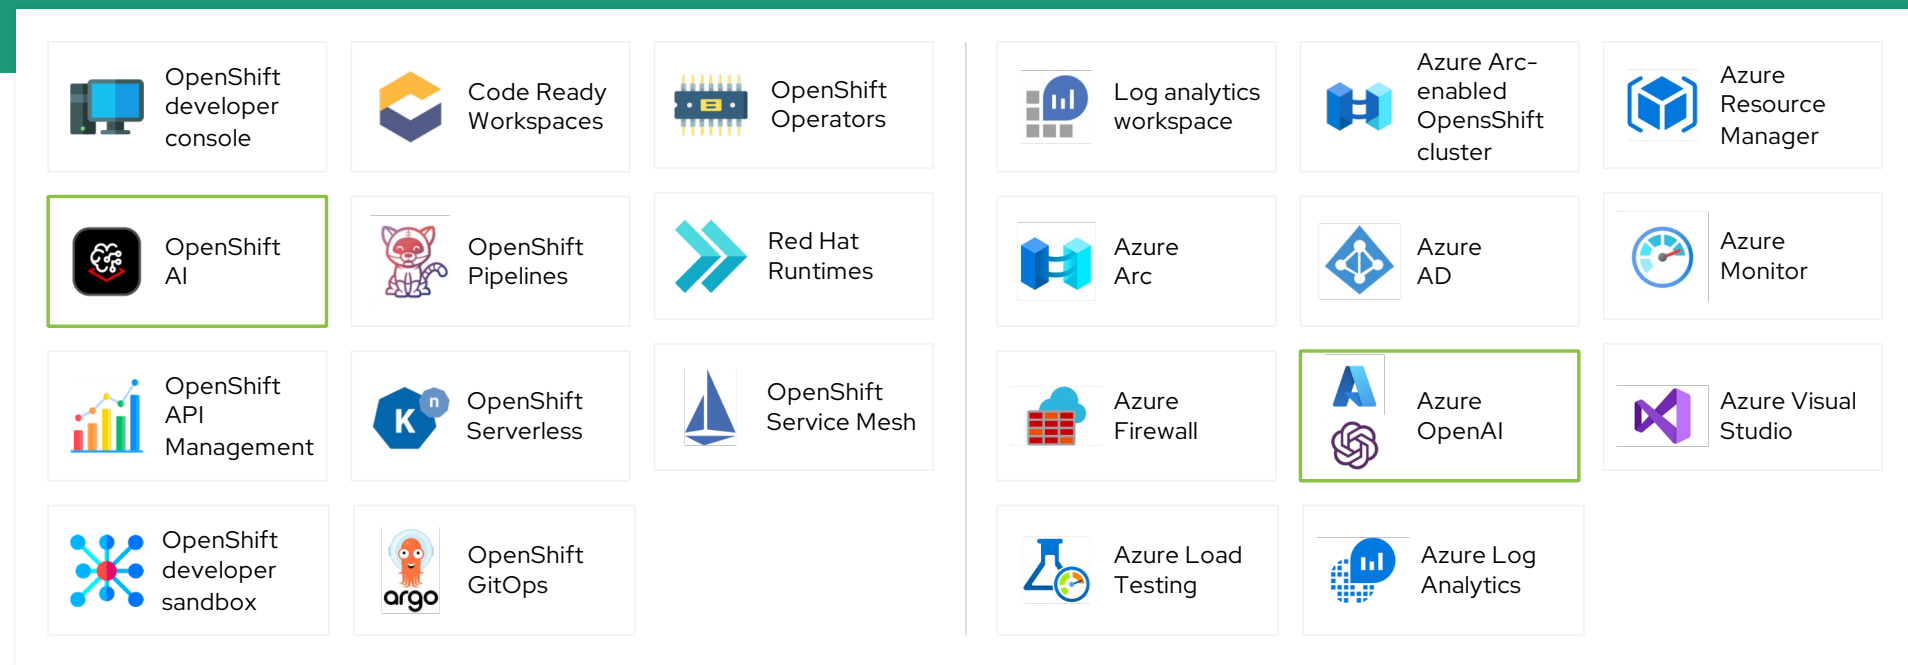 OpenShift
developer
console
Code Ready
Workspaces
OpenShift
Operators
Log analytics
workspace
Azure Arc-
enabled
OpensShift
cluster
Azure
Resource
Manager
OpenShift
AI
OpenShift
Pipelines
Red Hat
Runtimes
Azure
Arc
Azure
AD
Azure
Monitor
OpenShift
API
Management
K
n
OpenShift
Serverless
OpenShift
Service Mesh
Azure
Firewall
Azure
OpenAI
Azure Visual
Studio
OpenShift
developer
sandbox
argo
OpenShift
GitOps
Azure Load
Testing
Azure Log
Analytics